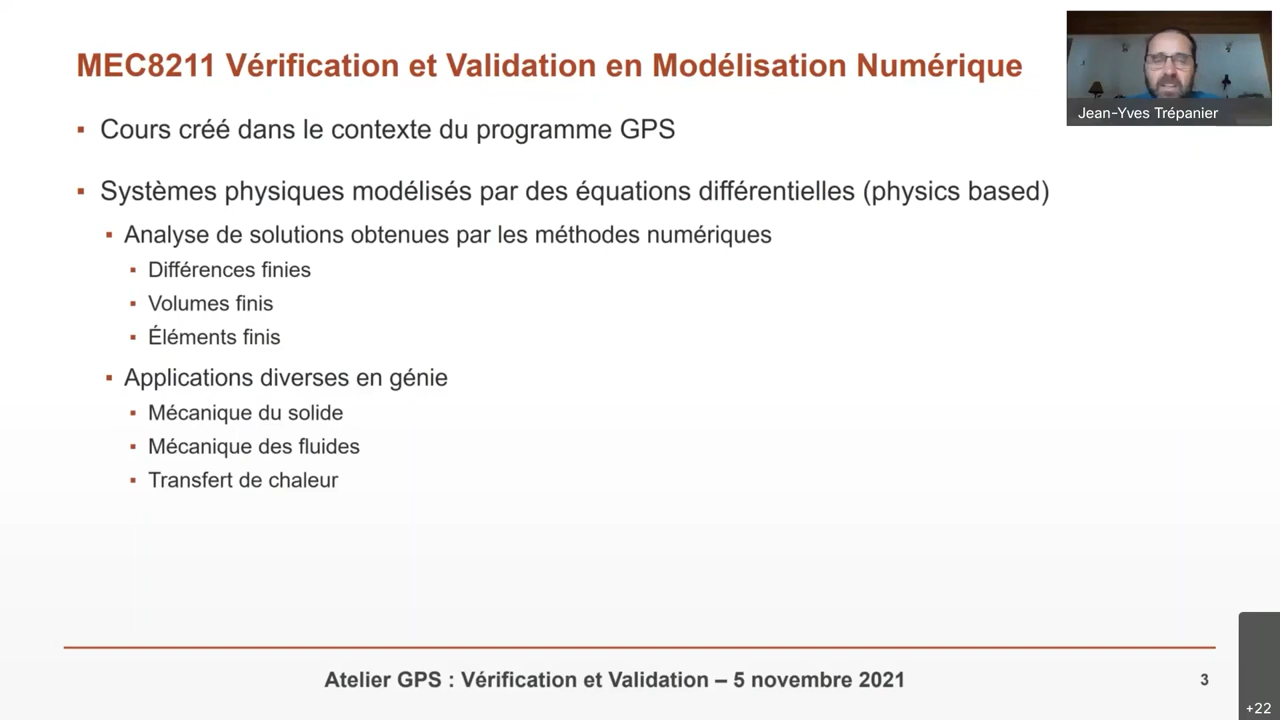 MEC8211 Vérification et Validation en Modélisation Numérique
Jean-Yves Trépanier
▪ Cours créé dans le contexte du programme GPS
▪ Systèmes physiques modélisés par des équations différentielles (physics based)
▪ Analyse de solutions obtenues par les méthodes numériques
▪ Différences finies
▪ Volumes finis
▪ Éléments finis
▪ Applications diverses en génie
▪ Mécanique du solide
▪ Mécanique des fluides
▪ Transfert de chaleur
Atelier GPS : Vérification et Validation – 5 novembre 2021
3
+22